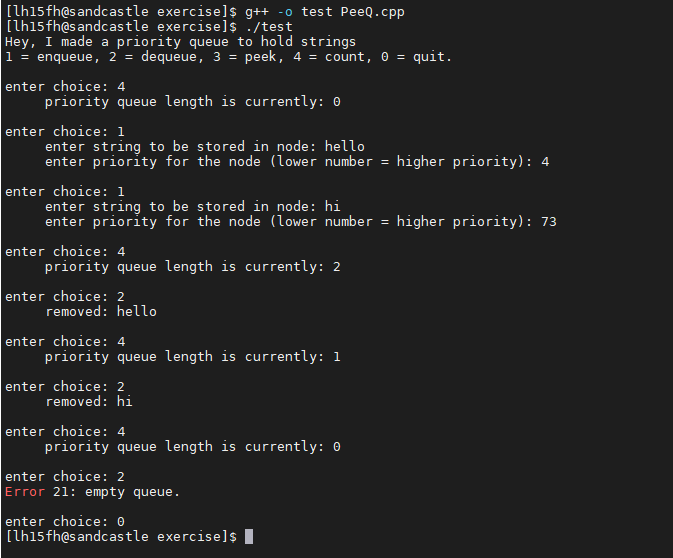 [lh15fh@sandcastle exercise]$ g++ -o test PeeQ.cpp
[lh15fh@sandcastle exercise]$ ./test
Hey, I made a priority queue to hold strings
1 = enqueue, 2 = dequeue, 3 = peek, 4 = count, 0 = quit.

enter choice: 4
     priority queue length is currently: 0

enter choice: 1
     enter string to be stored in node: hello
     enter priority for the node (lower number = higher priority): 4

enter choice: 1
     enter string to be stored in node: hi
     enter priority for the node (lower number = higher priority): 73

enter choice: 4
     priority queue length is currently: 2

enter choice: 2
     removed: hello

enter choice: 4
     priority queue length is currently: 1

enter choice: 2
     removed: hi

enter choice: 4
     priority queue length is currently: 0

enter choice: 2
Error 21: empty queue.

enter choice: 0
[lh15fh@sandcastle exercise]$